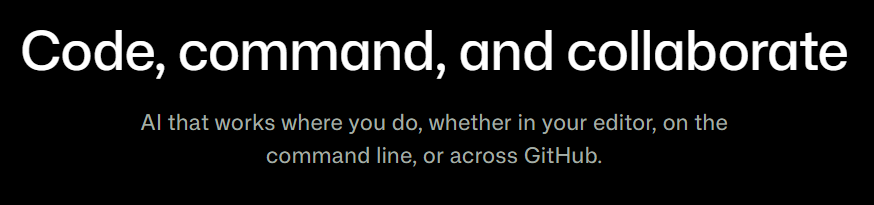 Code, command, and collaborate
AI that works where you do, whether in your editor, on the
command line, or across GitHub.